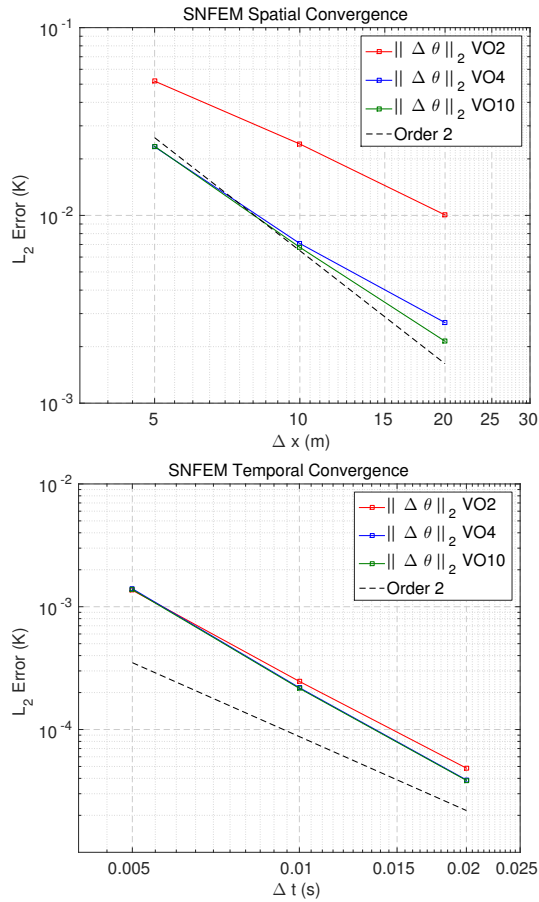 SNFEM Spatial Convergence
|| Δ θ ||₂ VO2
|| Δ θ ||₂ VO4
|| Δ θ ||₂ VO10
Order 2
10⁻¹
10⁻²
10⁻³
L₂ Error (K)
5 10 15 20 25 30
Δ x (m)
SNFEM Temporal Convergence
|| Δ θ ||₂ VO2
|| Δ θ ||₂ VO4
|| Δ θ ||₂ VO10
Order 2
10⁻²
10⁻³
10⁻⁴
L₂ Error (K)
0.005 0.01 0.015 0.02 0.025
Δ t (s)